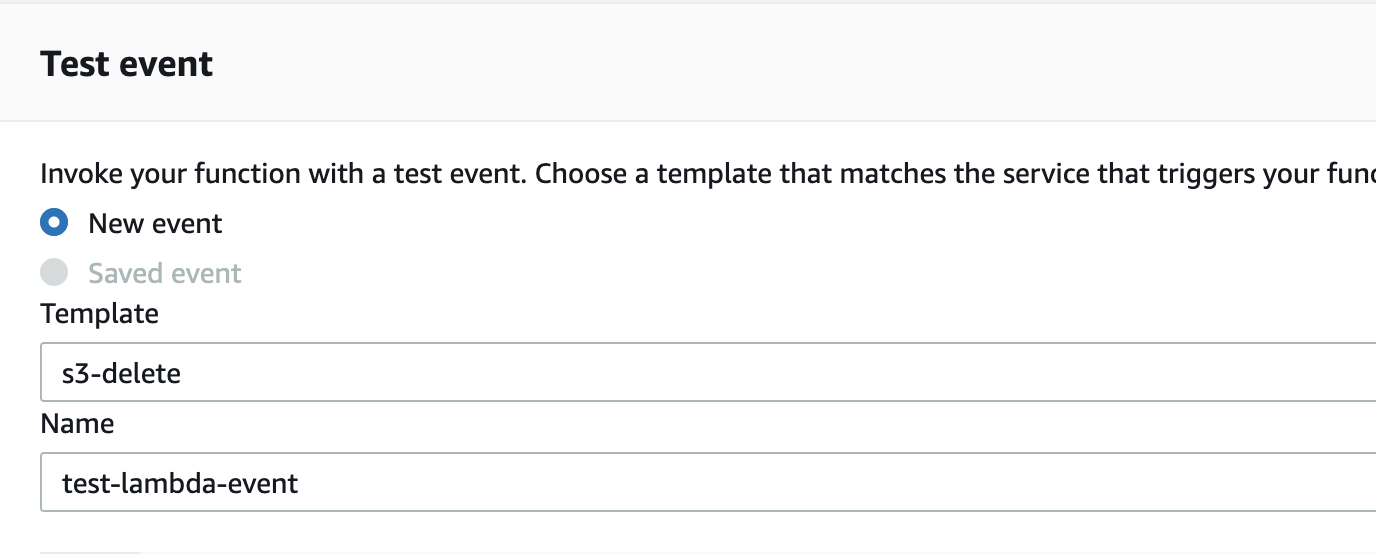 Test event
Invoke your function with a test event. Choose a template that matches the service that triggers your
New event
Saved event
Template
s3-delete
Name
test-lambda-event